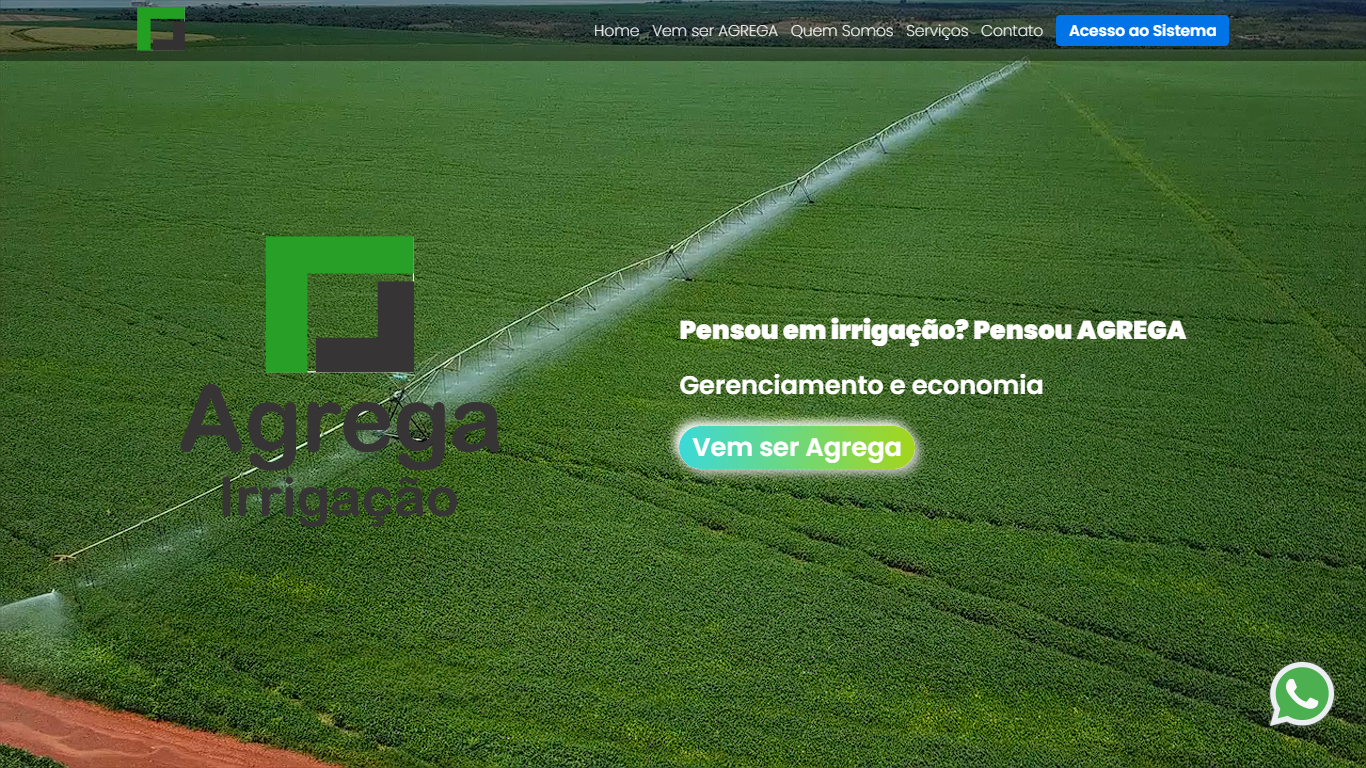 Home Vem ser AGREGA Quem Somos Serviços Contato Acesso ao Sistema
Agrega
Irrigação
Pensou em irrigação? Pensou AGREGA
Gerenciamento e economia
Vem ser Agrega